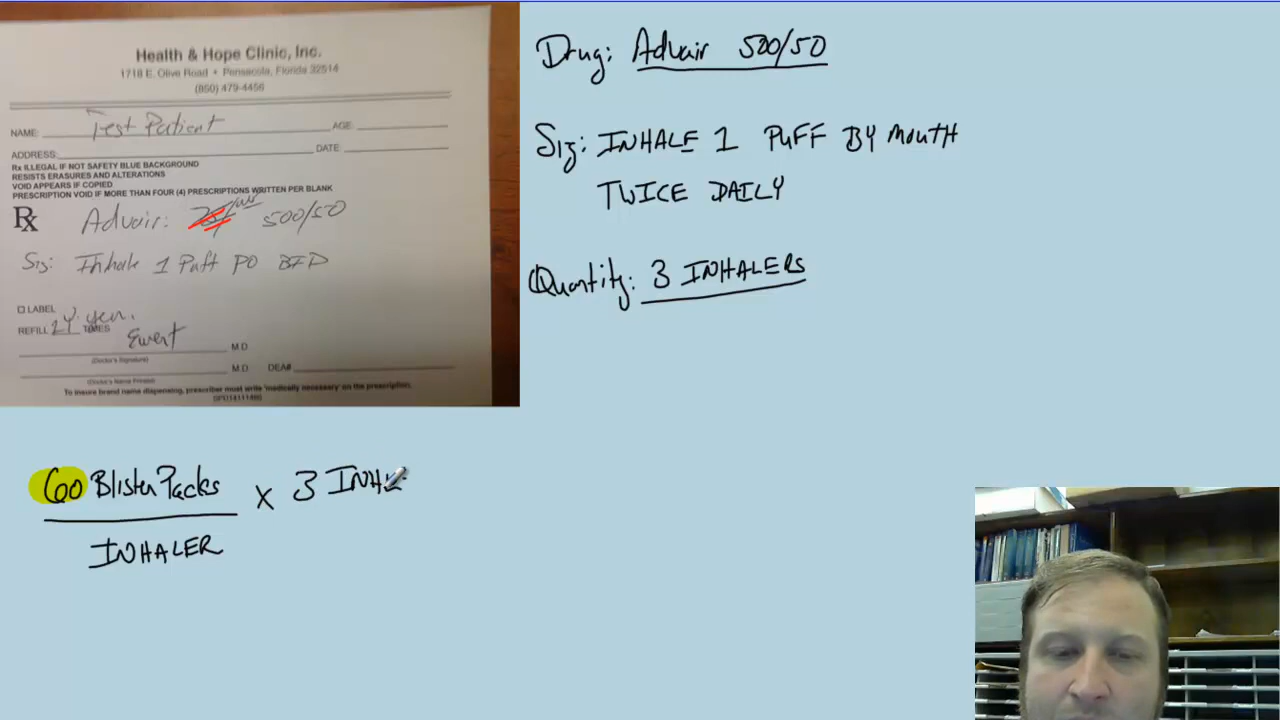 Health & Hope Clinic, Inc.
1718 E. Olive Road • Pensacola, Florida 32514
(850) 479-4456
NAME: Test Patient AGE:
ADDRESS: DATE:
Rx ILLEGAL IF NOT SAFETY BLUE BACKGROUND
RESISTS ERASURES AND ALTERATIONS
VOID APPEARS IF COPIED
PRESCRIPTION VOID IF MORE THAN FOUR (4) PRESCRIPTIONS WRITTEN PER BLANK
Rx Advair: 500/50
Sig: Inhale 1 Puff PO BID
LABEL
REFILL TIMES
Ewert M.D.
(Doctor's Signature)
M.D. DEA#
(Doctor's Name Printed)
To insure brand name dispensing, prescriber must write 'medically necessary' on the prescription.
Drug: Advair 500/50
Sig: INHALE 1 PUFF BY MOUTH
TWICE DAILY
Quantity: 3 INHALERS
60 Blister Packs x 3 INHAL
INHALER